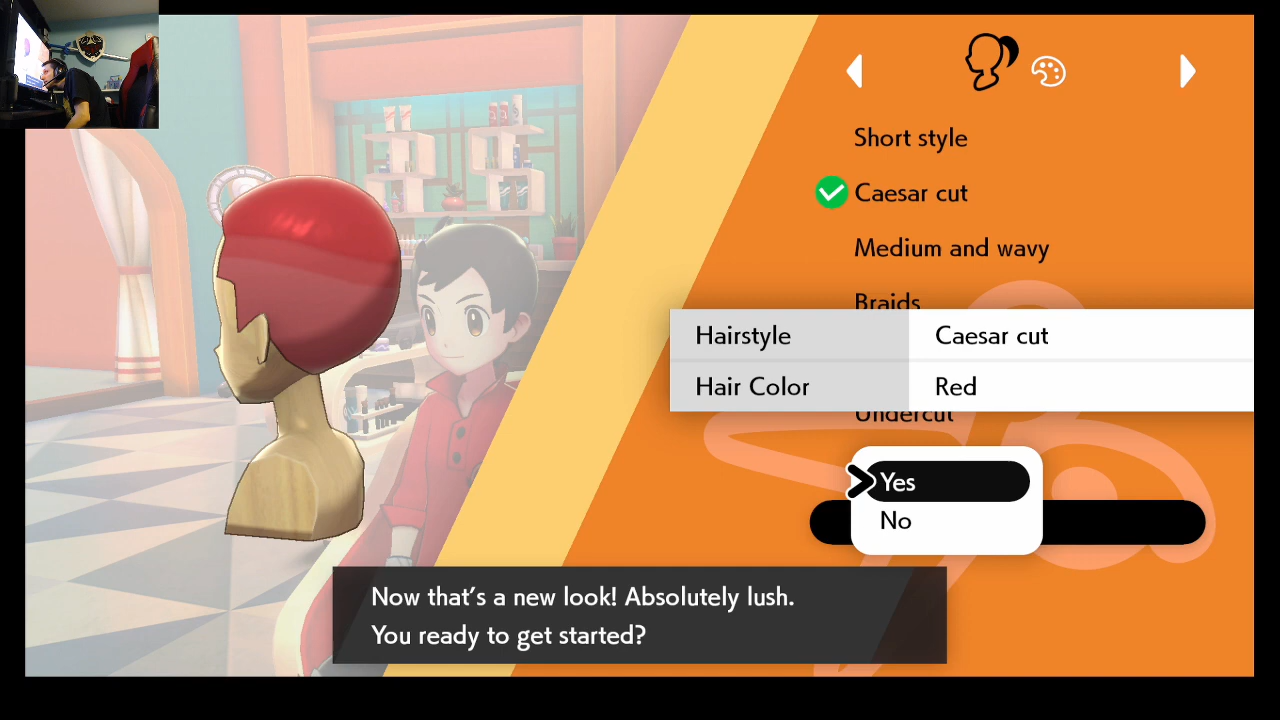 Short style
Caesar cut
Medium and wavy
Braids
Hairstyle Caesar cut
Hair Color Red
Undercut
Yes
No
Now that's a new look! Absolutely lush.
You ready to get started?